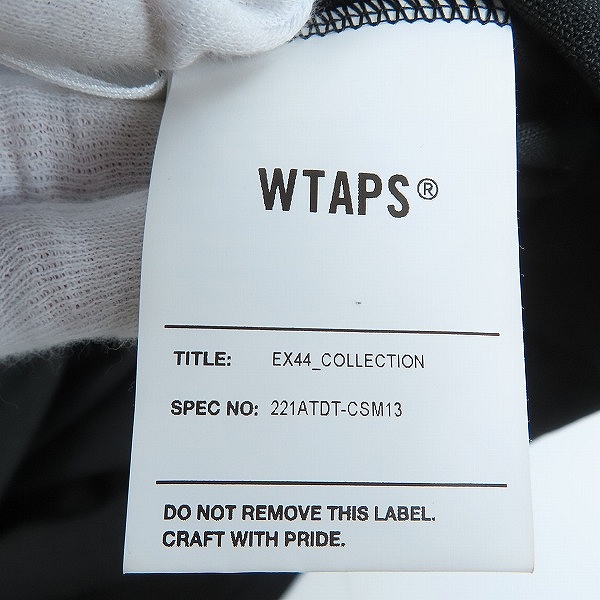 WTAPS®
TITLE: EX44_COLLECTION
SPEC NO: 221ATDT-CSM13
DO NOT REMOVE THIS LABEL.
CRAFT WITH PRIDE.